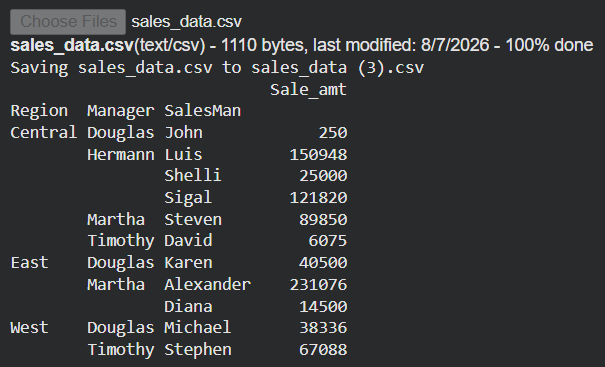 Choose Files sales_data.csv
sales_data.csv(text/csv) - 1110 bytes, last modified: 8/7/2026 - 100% done
Saving sales_data.csv to sales_data (3).csv
                           Sale_amt
Region  Manager SalesMan
Central Douglas John            250
        Hermann Luis         150948
                Shelli        25000
                Sigal        121820
        Martha  Steven        89850
        Timothy David          6075
East    Douglas Karen         40500
        Martha  Alexander    231076
                Diana         14500
West    Douglas Michael       38336
        Timothy Stephen       67088